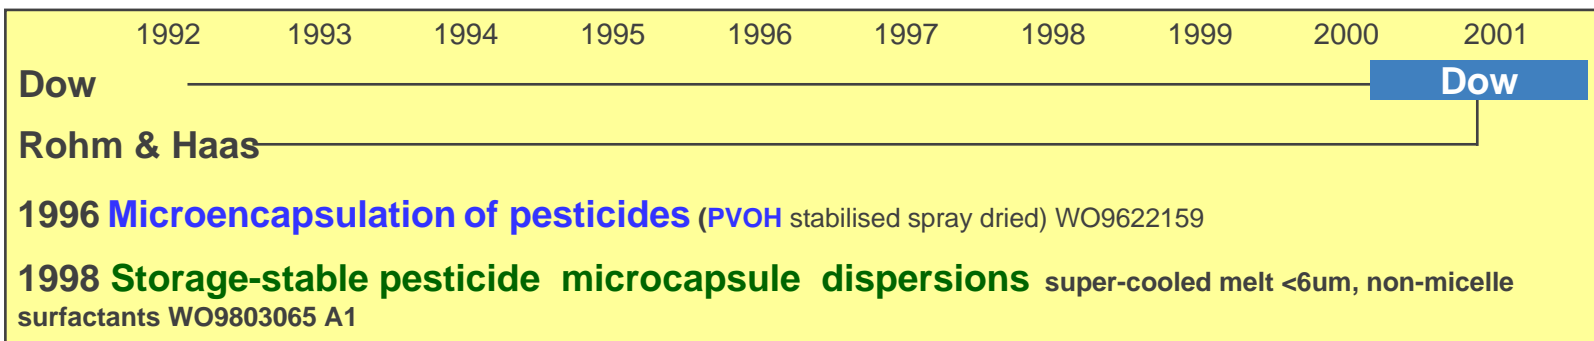 1992 1993 1994 1995 1996 1997 1998 1999 2000 2001
Dow Dow
Rohm & Haas
1996 Microencapsulation of pesticides (PVOH stabilised spray dried) WO9622159
1998 Storage-stable pesticide microcapsule dispersions super-cooled melt <6um, non-micelle
surfactants WO9803065 A1